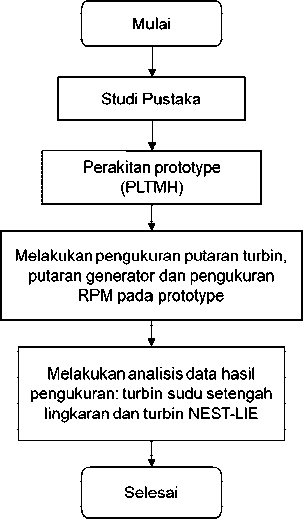 Mulai
Studi Pustaka
Perakitan prototype
(PLTMH)
Melakukan pengukuran putaran turbin,
putaran generator dan pengukuran
RPM pada prototype
Melakukan analisis data hasil
pengukuran: turbin sudu setengah
lingkaran dan turbin NEST-LIE
Selesai